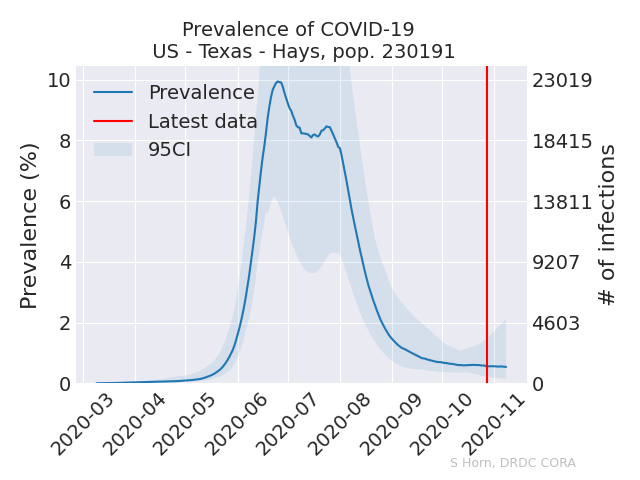 Prevalence of COVID-19
US - Texas - Hays, pop. 230191
Prevalence (%)
10
8
6
4
2
0
Prevalence
Latest data
95CI
23019
18415
13811
9207
4603
0
# of infections
2020-03
2020-04
2020-05
2020-06
2020-07
2020-08
2020-09
2020-10
2020-11
S Horn, DRDC CORA